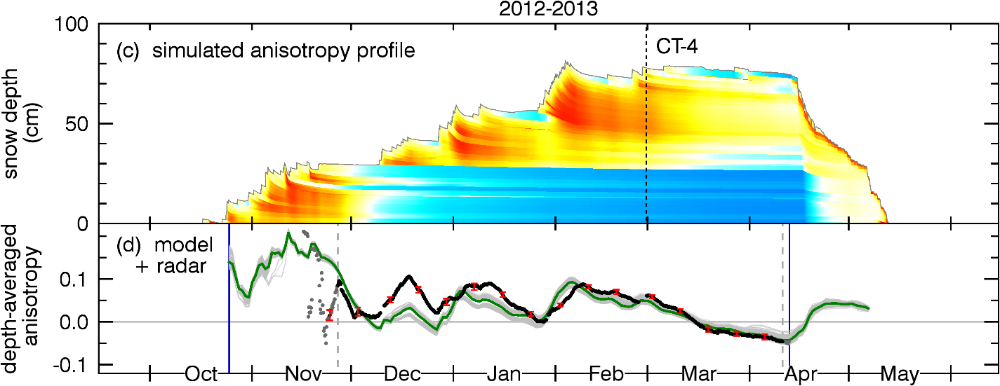 2012-2013
100
(c) simulated anisotropy profile
CT-4
snow depth
(cm)
50
0
(d) model
+ radar
depth-averaged
anisotropy
0.1
0.0
-0.1
Oct Nov Dec Jan Feb Mar Apr May